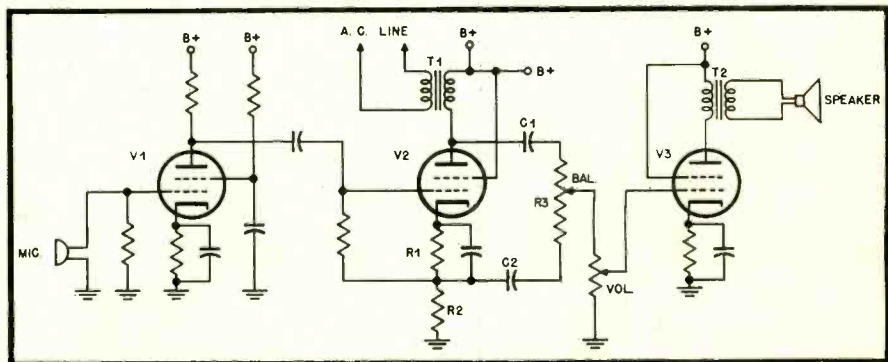 B+
B+
A. C. LINE
T1
B+
B+
B+
T2
SPEAKER
V1
V2
C1
V3
BAL.
R3
MIC.
R1
C2
VOL.
R2